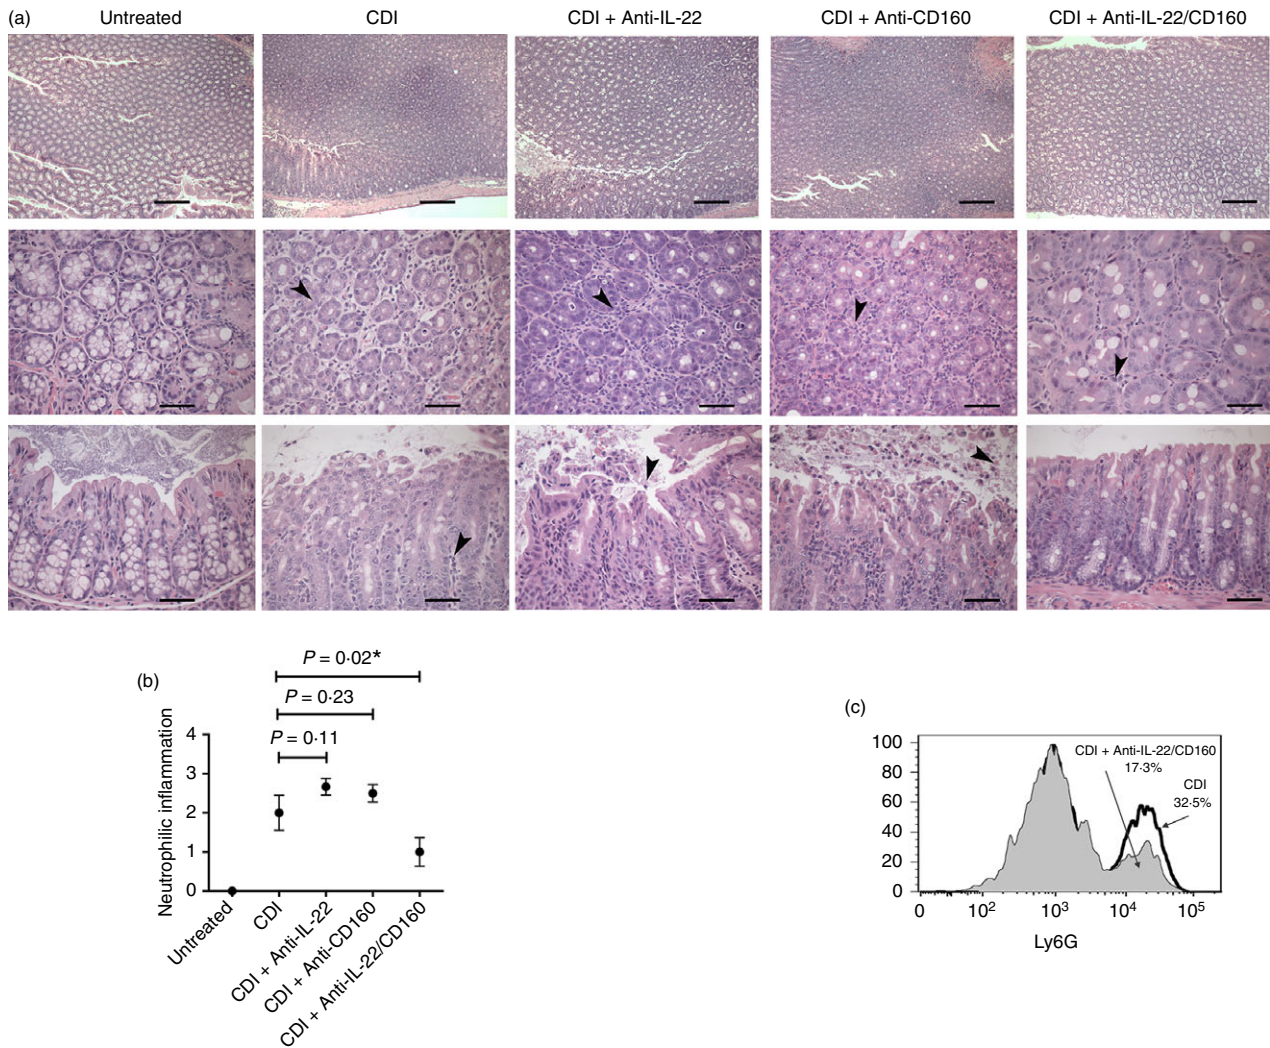 (a)
Untreated
CDI
CDI + Anti-IL-22
CDI + Anti-CD160
CDI + Anti-IL-22/CD160
(b)
P = 0·02*
P = 0·23
P = 0·11
Neutrophilic inflammation
4
3
2
1
0
Untreated
CDI
CDI + Anti-IL-22
CDI + Anti-CD160
CDI + Anti-IL-22/CD160
(c)
100
80
60
40
20
0
CDI + Anti-IL-22/CD160
17·3%
CDI
32·5%
0
10²
10³
10⁴
10⁵
Ly6G